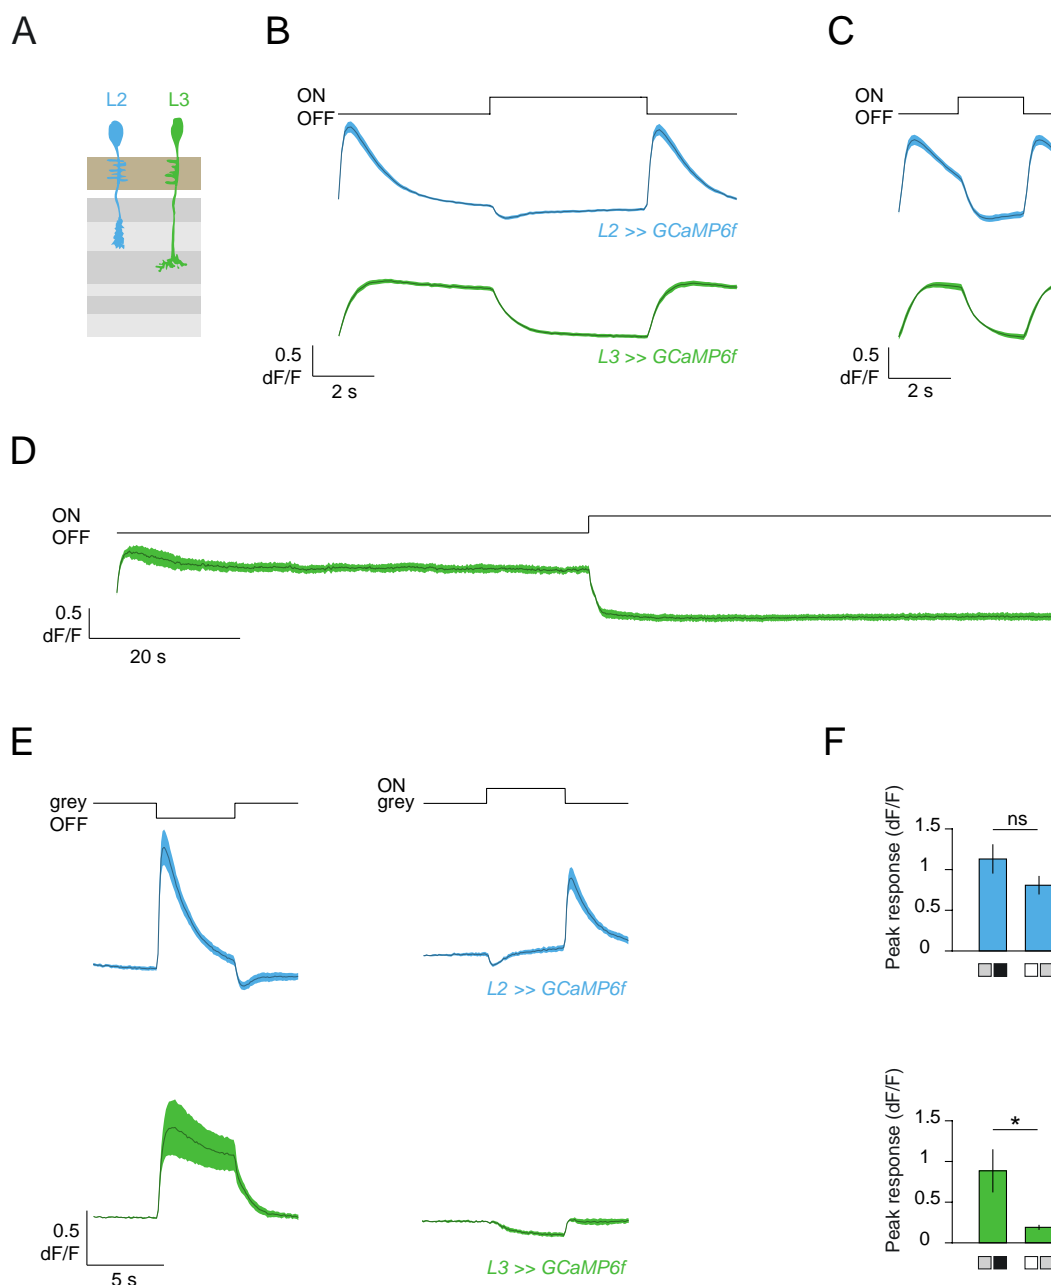 A
L2 L3
B
ON
OFF
L2 >> GCaMP6f
L3 >> GCaMP6f
0.5
dF/F
2 s
C
ON
OFF
0.5
dF/F
2 s
D
ON
OFF
0.5
dF/F
20 s
E
grey
OFF
ON
grey
L2 >> GCaMP6f
0.5
dF/F
5 s
L3 >> GCaMP6f
F
Peak response (dF/F)
1.5
1
0.5
0
ns
Peak response (dF/F)
1.5
1
0.5
0
*